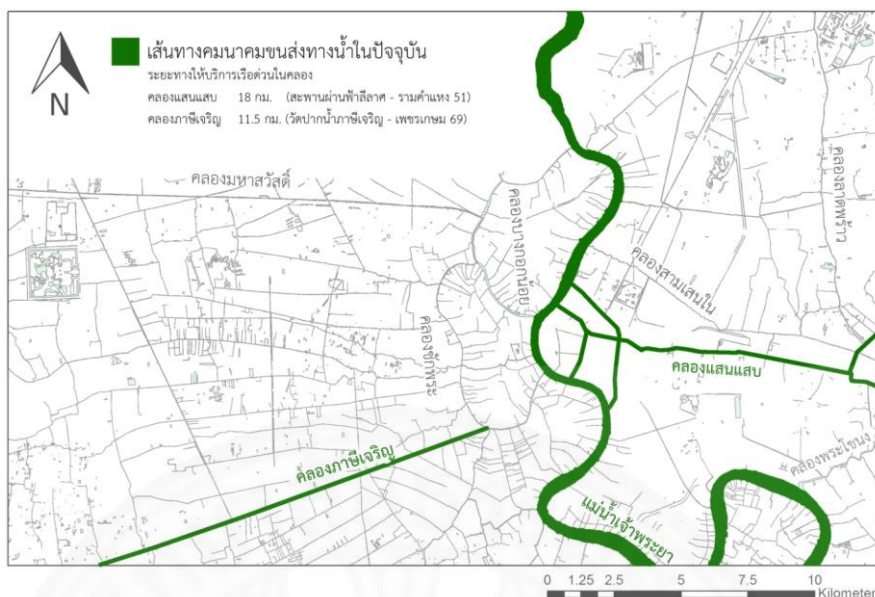 เส้นทางคมนาคมขนส่งทางน้ำในปัจจุบัน
ระยะทางให้บริการเรือด่วนในคลอง
คลองแสนแสบ 18 กม. (สะพานผ่านฟ้าลีลาศ - รามคำแหง 51)
คลองภาษีเจริญ 11.5 กม. (วัดปากน้ำภาษีเจริญ - เพชรเกษม 69)
N
คลองมหาสวัสดิ์
คลองบางกอกน้อย
คลองลาดพร้าว
คลองสามเสนใน
คลองชักพระ
คลองแสนแสบ
คลองภาษีเจริญ
คลองพระโขนง
แม่น้ำเจ้าพระยา
0 1.25 2.5 5 7.5 10
Kilometer